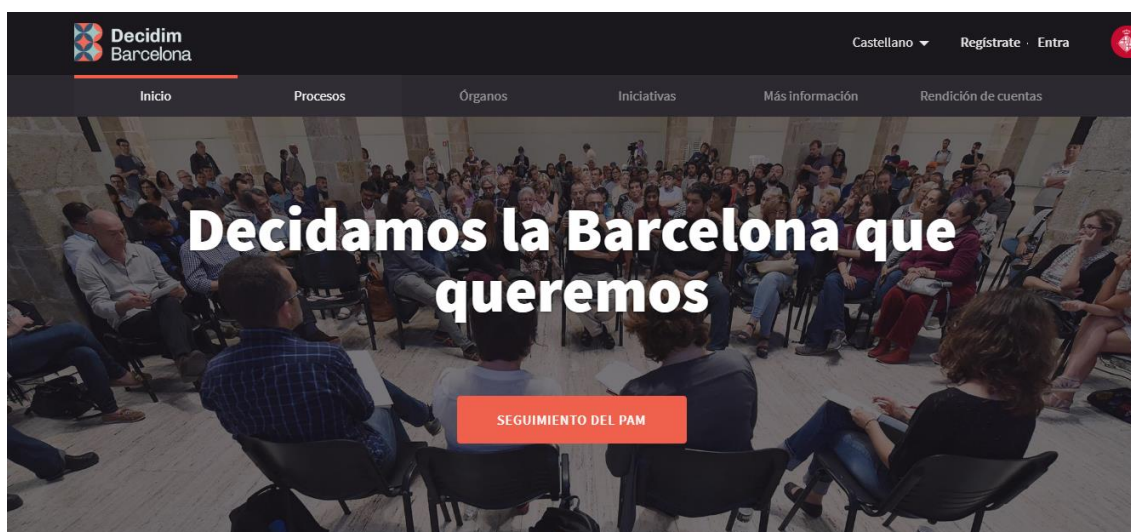 Decidim
Barcelona
Castellano
Regístrate · Entra
Inicio
Procesos
Órganos
Iniciativas
Más información
Rendición de cuentas
Decidamos la Barcelona que
queremos
SEGUIMIENTO DEL PAM